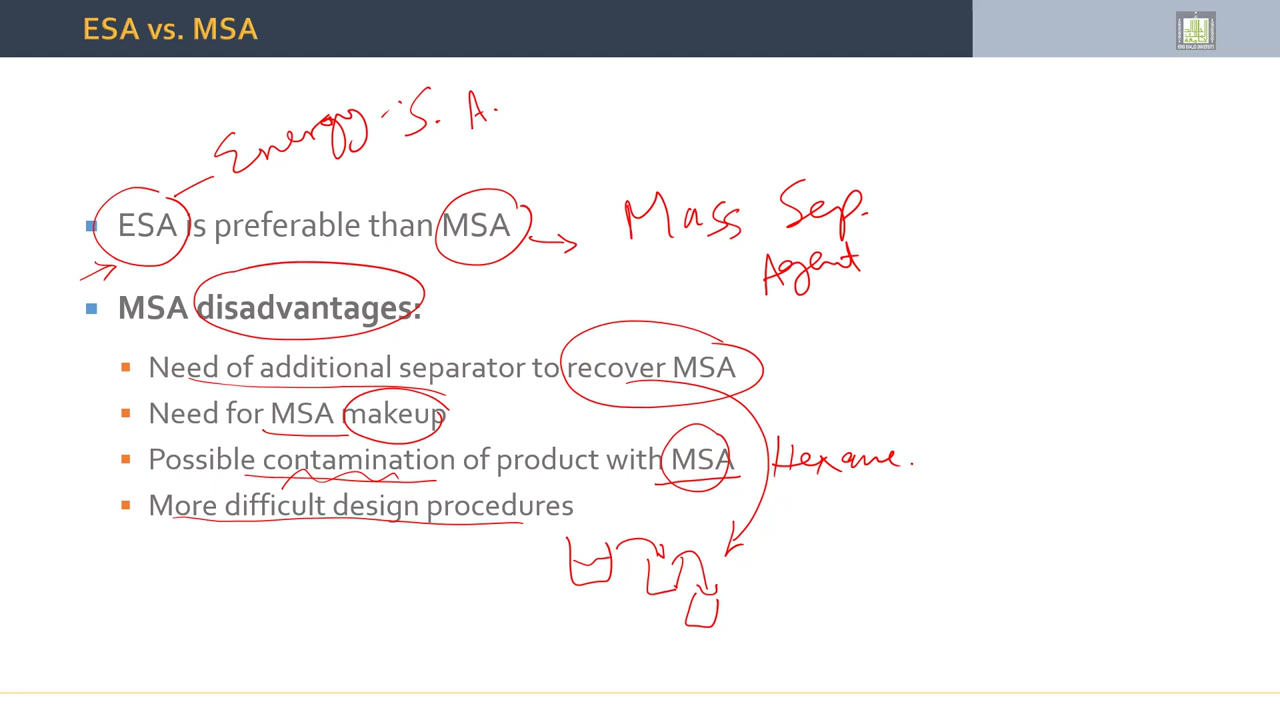 ESA vs. MSA
Energy - S. A.
ESA is preferable than MSA
Mass Sep.
Agent
MSA disadvantages:
Need of additional separator to recover MSA
Need for MSA makeup
Possible contamination of product with MSA
Hexane.
More difficult design procedures